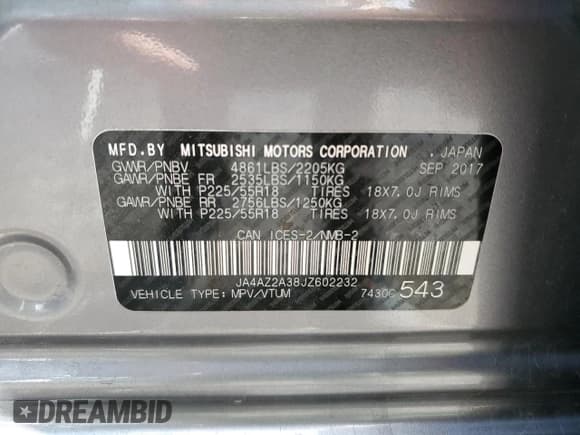 MFD.BY MITSUBISHI MOTORS CORPORATION . JAPAN
GVWR/PNBV 4861LBS/2205KG SEP 2017
GAWR/PNBE FR 2535LBS/1150KG
WITH P225/55R18 TIRES 18X7.0J RIMS
GAWR/PNBE RR 2756LBS/1250KG
WITH P225/55R18 TIRES 18X7.0J RIMS
CAN ICES-2/NMB-2
JA4AZ2A38JZ602232
VEHICLE TYPE: MPV/VTUM 7430C 543
DREAMBID